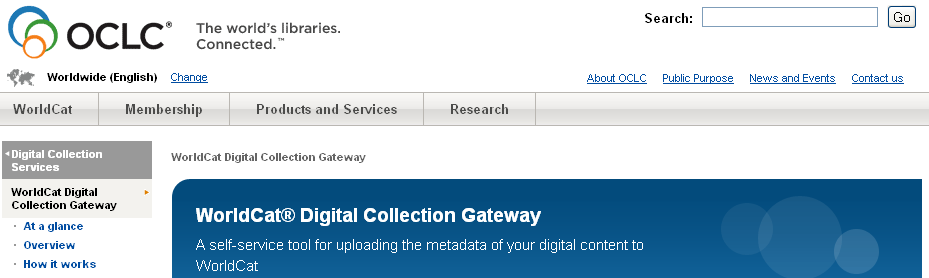 OCLC®
The world's libraries.
Connected.™
Search:
Go
Worldwide (English) Change
About OCLC Public Purpose News and Events Contact us
WorldCat Membership Products and Services Research
Digital Collection
Services
WorldCat Digital
Collection Gateway
At a glance
Overview
How it works
WorldCat Digital Collection Gateway
WorldCat® Digital Collection Gateway
A self-service tool for uploading the metadata of your digital content to
WorldCat